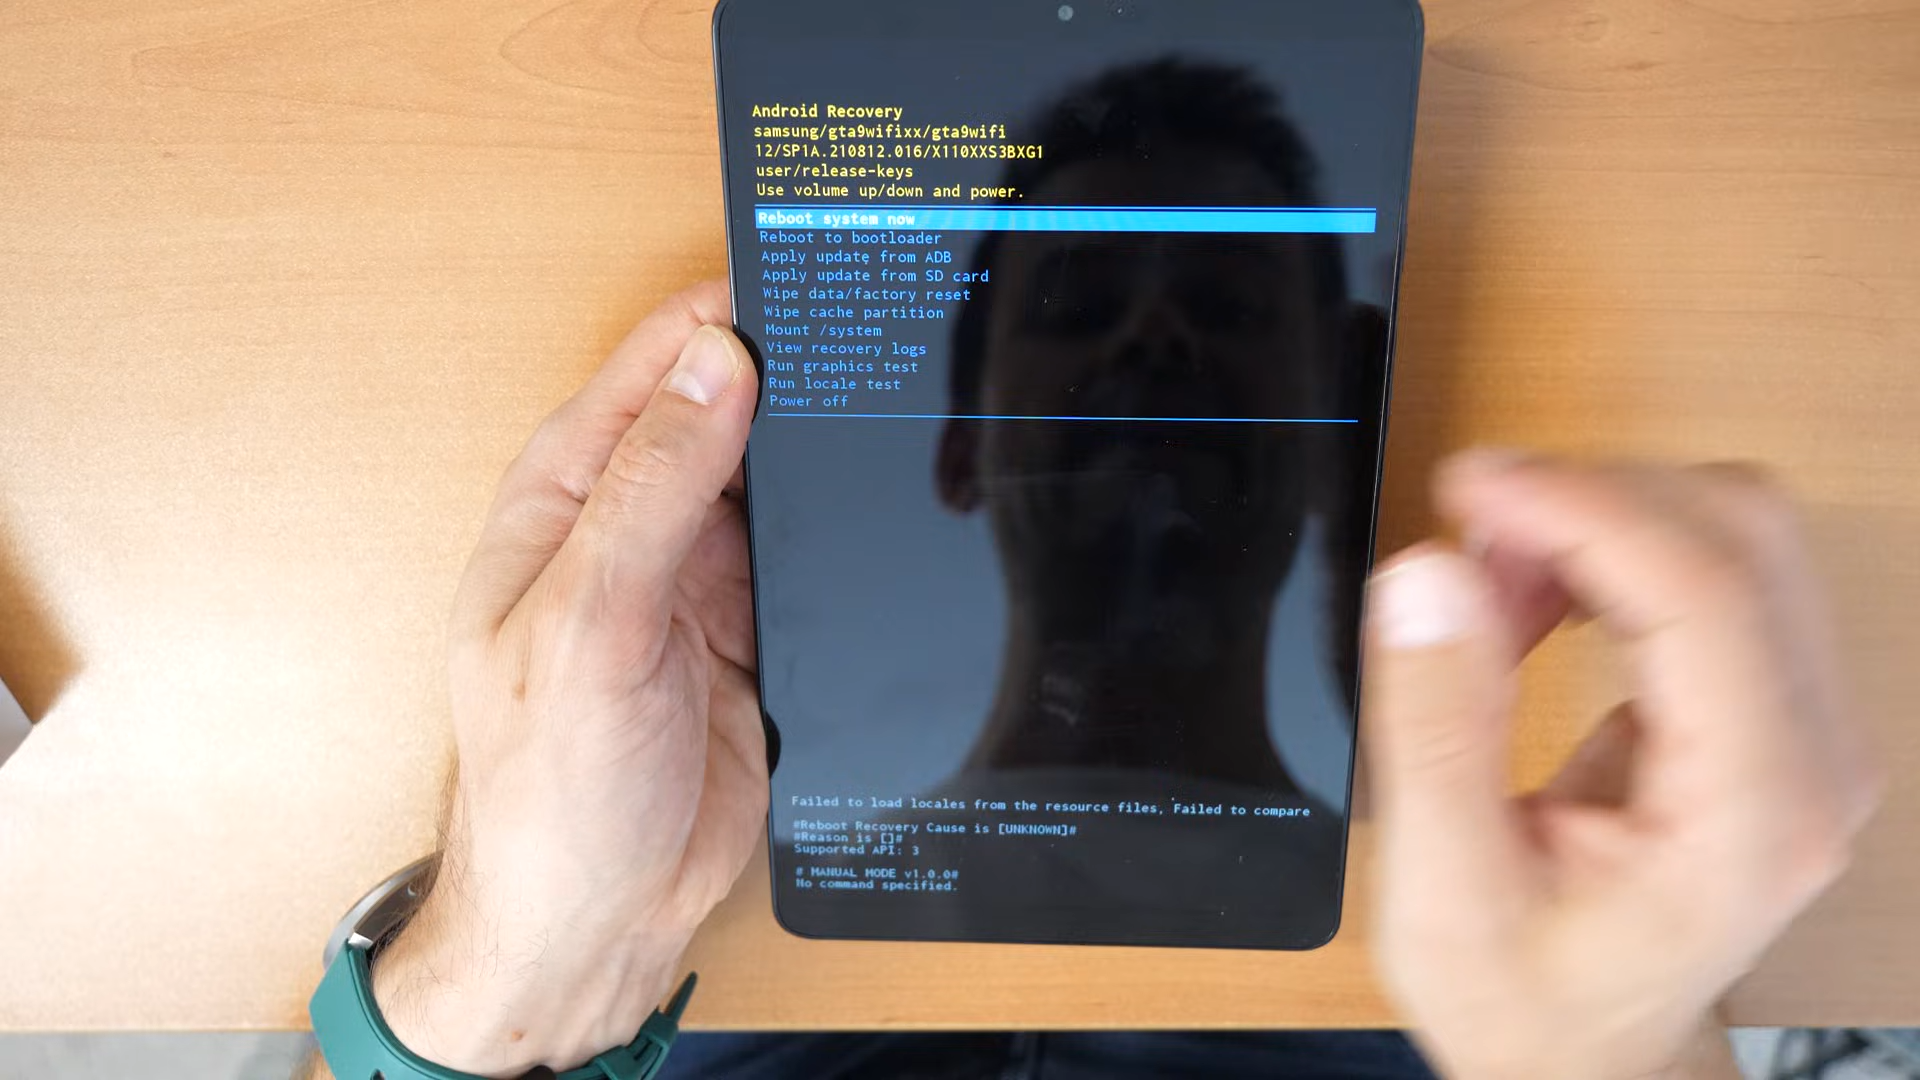 Android Recovery
samsung/gta9wifixx/gta9wifi
12/SP1A.210812.016/X110XXS3BXG1
user/release-keys
Use volume up/down and power.
Reboot system now
Reboot to bootloader
Apply update from ADB
Apply update from SD card
Wipe data/factory reset
Wipe cache partition
Mount /system
View recovery logs
Run graphics test
Run locale test
Power off
Failed to load locales from the resource files, Failed to compare
#Reboot Recovery Cause is [UNKNOWN]#
#Reason is []#
Supported API: 3
# MANUAL MODE v1.0.0#
No command specified.